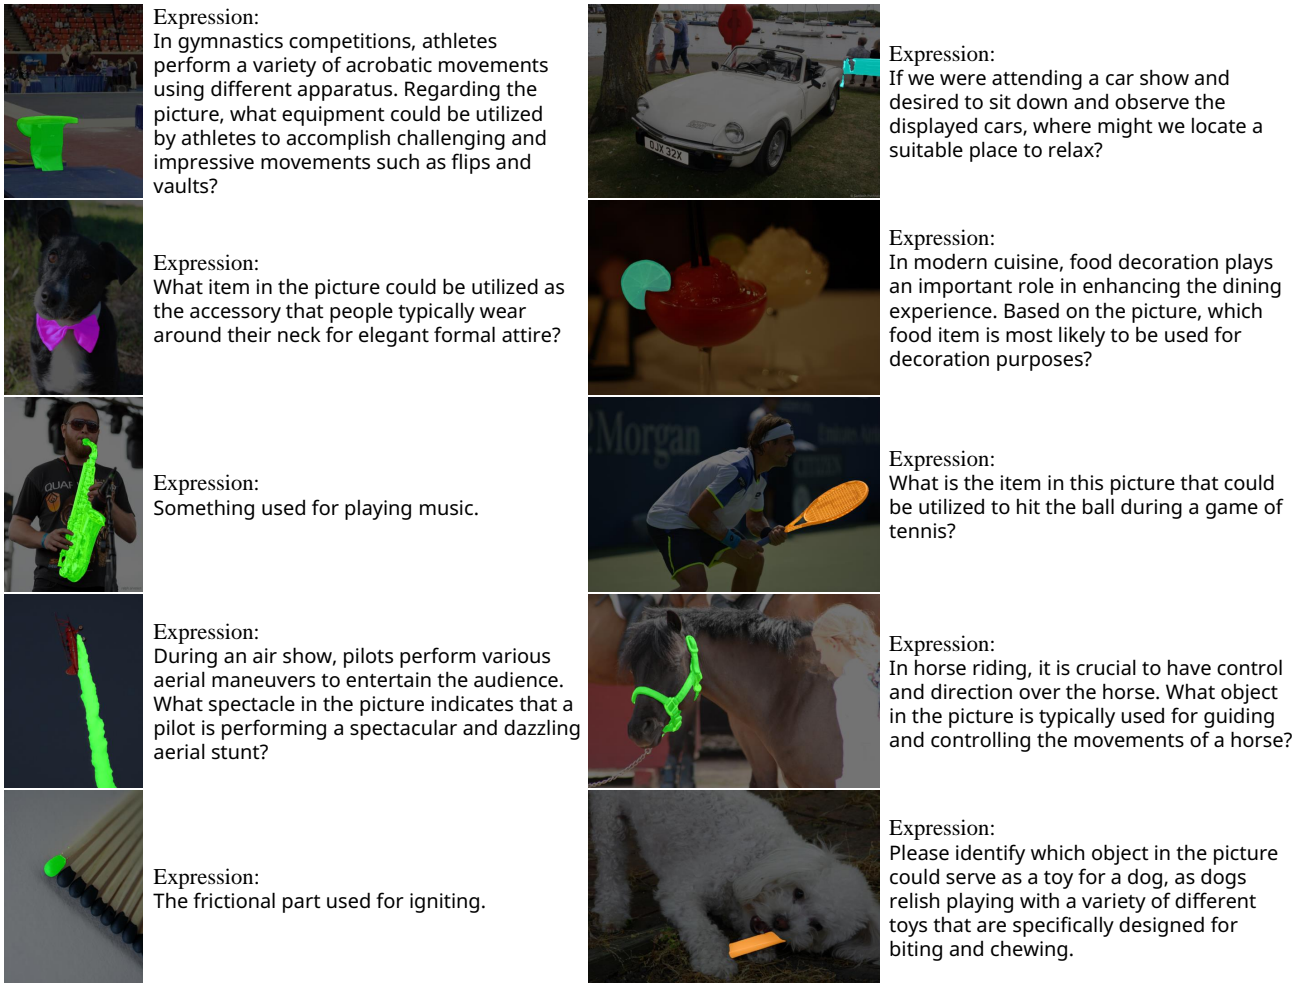 Expression:
In gymnastics competitions, athletes
perform a variety of acrobatic movements
using different apparatus. Regarding the
picture, what equipment could be utilized
by athletes to accomplish challenging and
impressive movements such as flips and
vaults?
OJX 32X
Expression:
If we were attending a car show and
desired to sit down and observe the
displayed cars, where might we locate a
suitable place to relax?
Expression:
What item in the picture could be utilized as
the accessory that people typically wear
around their neck for elegant formal attire?
Expression:
In modern cuisine, food decoration plays
an important role in enhancing the dining
experience. Based on the picture, which
food item is most likely to be used for
decoration purposes?
QUA
Expression:
Something used for playing music.
Morgan
CITIZEN
Expression:
What is the item in this picture that could
be utilized to hit the ball during a game of
tennis?
Expression:
During an air show, pilots perform various
aerial maneuvers to entertain the audience.
What spectacle in the picture indicates that a
pilot is performing a spectacular and dazzling
aerial stunt?
Expression:
In horse riding, it is crucial to have control
and direction over the horse. What object
in the picture is typically used for guiding
and controlling the movements of a horse?
Expression:
The frictional part used for igniting.
Expression:
Please identify which object in the picture
could serve as a toy for a dog, as dogs
relish playing with a variety of different
toys that are specifically designed for
biting and chewing.